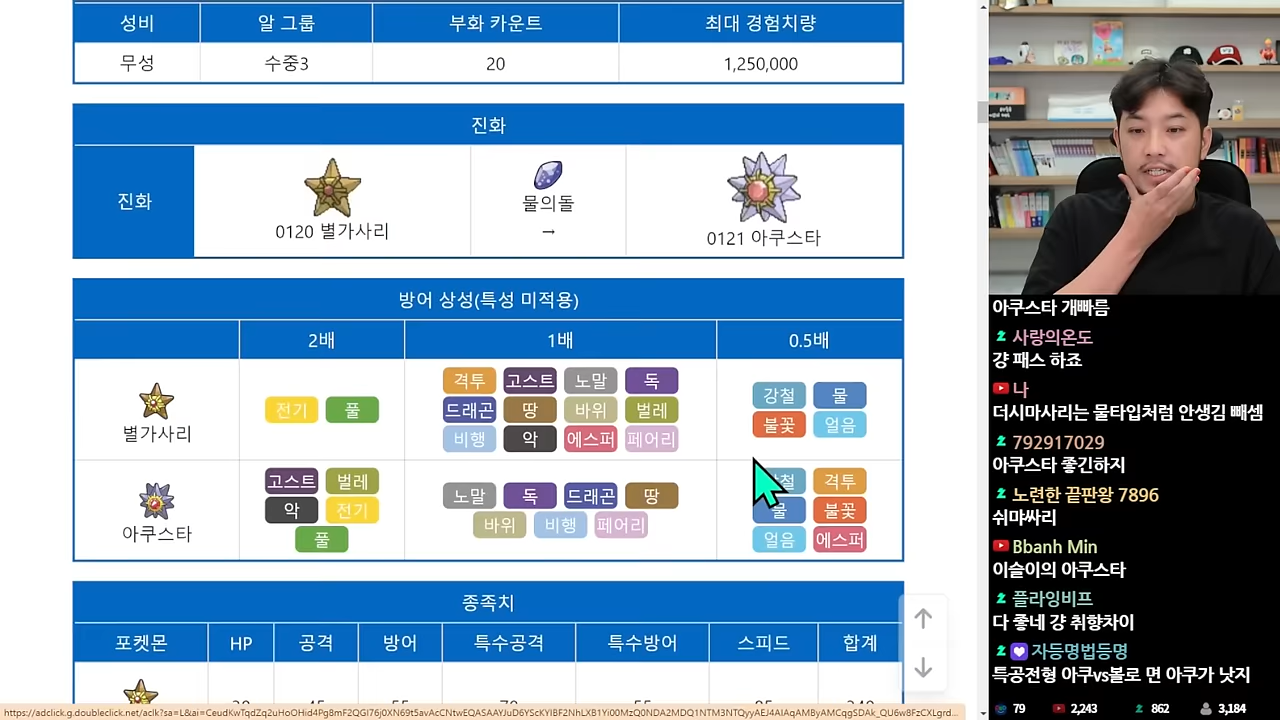 성비 알 그룹 부화 카운트 최대 경험치량
무성 수중3 20 1,250,000
진화
진화
0120 별가사리
물의돌
→
0121 아쿠스타
방어 상성(특성 미적용)
2배 1배 0.5배
별가사리
전기 풀
격투 고스트 노말 독
드래곤 땅 바위 벌레
비행 악 에스퍼 페어리
강철 물
불꽃 얼음
아쿠스타
고스트 벌레
악 전기
풀
노말 독 드래곤 땅
바위 비행 페어리
격투
물 불꽃
얼음 에스퍼
종족치
포켓몬 HP 공격 방어 특수공격 특수방어 스피드 합계
아쿠스타 개빠름
사랑의온도
걍 패스 하죠
나
더시마사리는 물타입처럼 안생김 빼셈
792917029
아쿠스타 좋긴하지
노련한 끝판왕 7896
쉬먀싸리
Bbanh Min
이슬이의 아쿠스타
플라잉비프
다 좋네 걍 취향차이
자등명법등명
특공전형 아쿠vs볼로 면 아쿠가 낫지
79 2,243 862 3,184